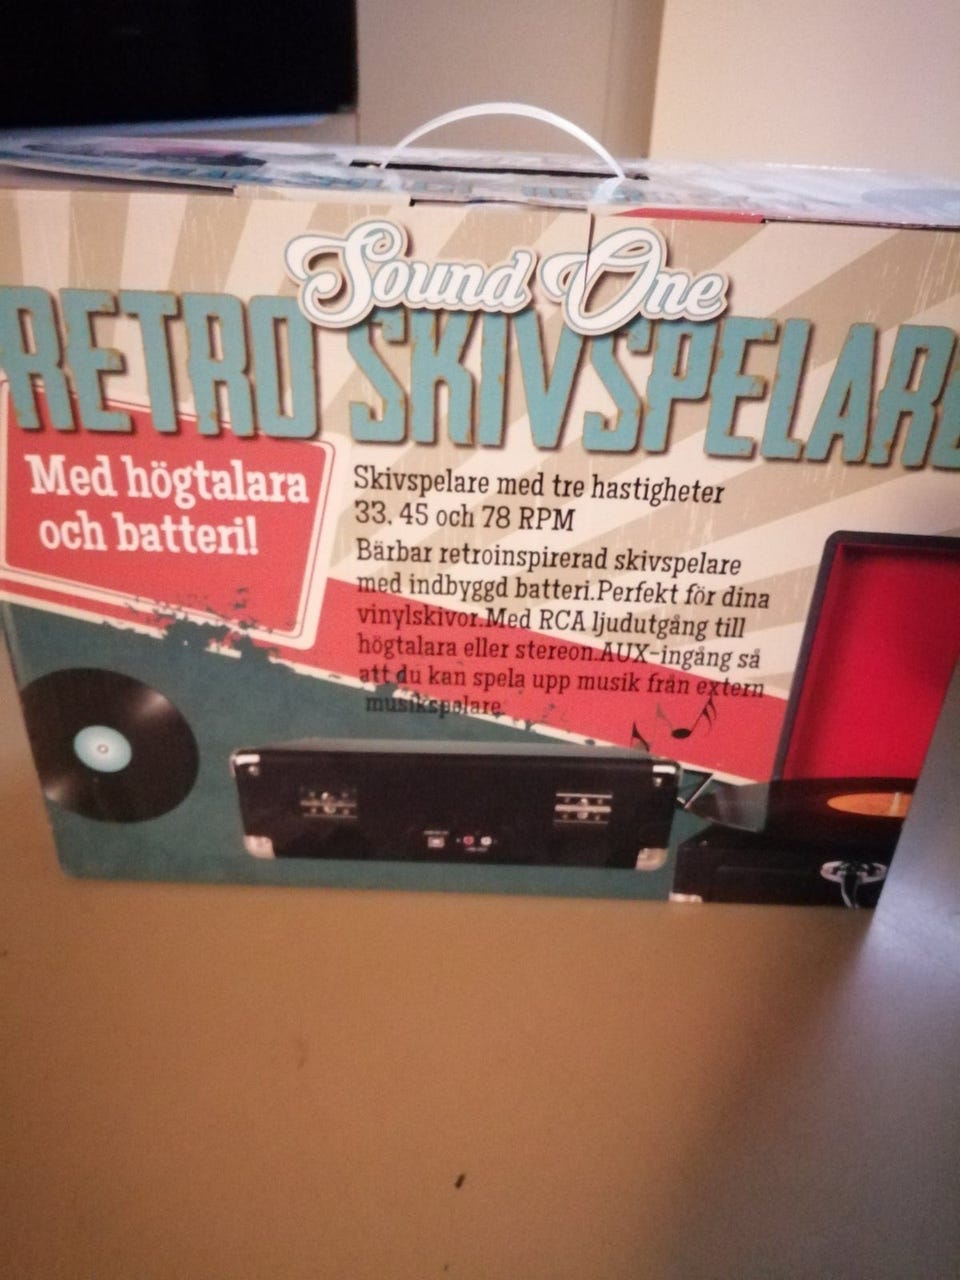 Sound One
RETRO SKIVSPELARE
Med högtalara
och batteri!
Skivspelare med tre hastigheter
33, 45 och 78 RPM
Bärbar retroinspirerad skivspelare
med indbyggd batteri.Perfekt för dina
vinylskivor.Med RCA ljudutgång till
högtalara eller stereon.AUX-ingång så
att du kan spela upp musik från extern
musikspelare.